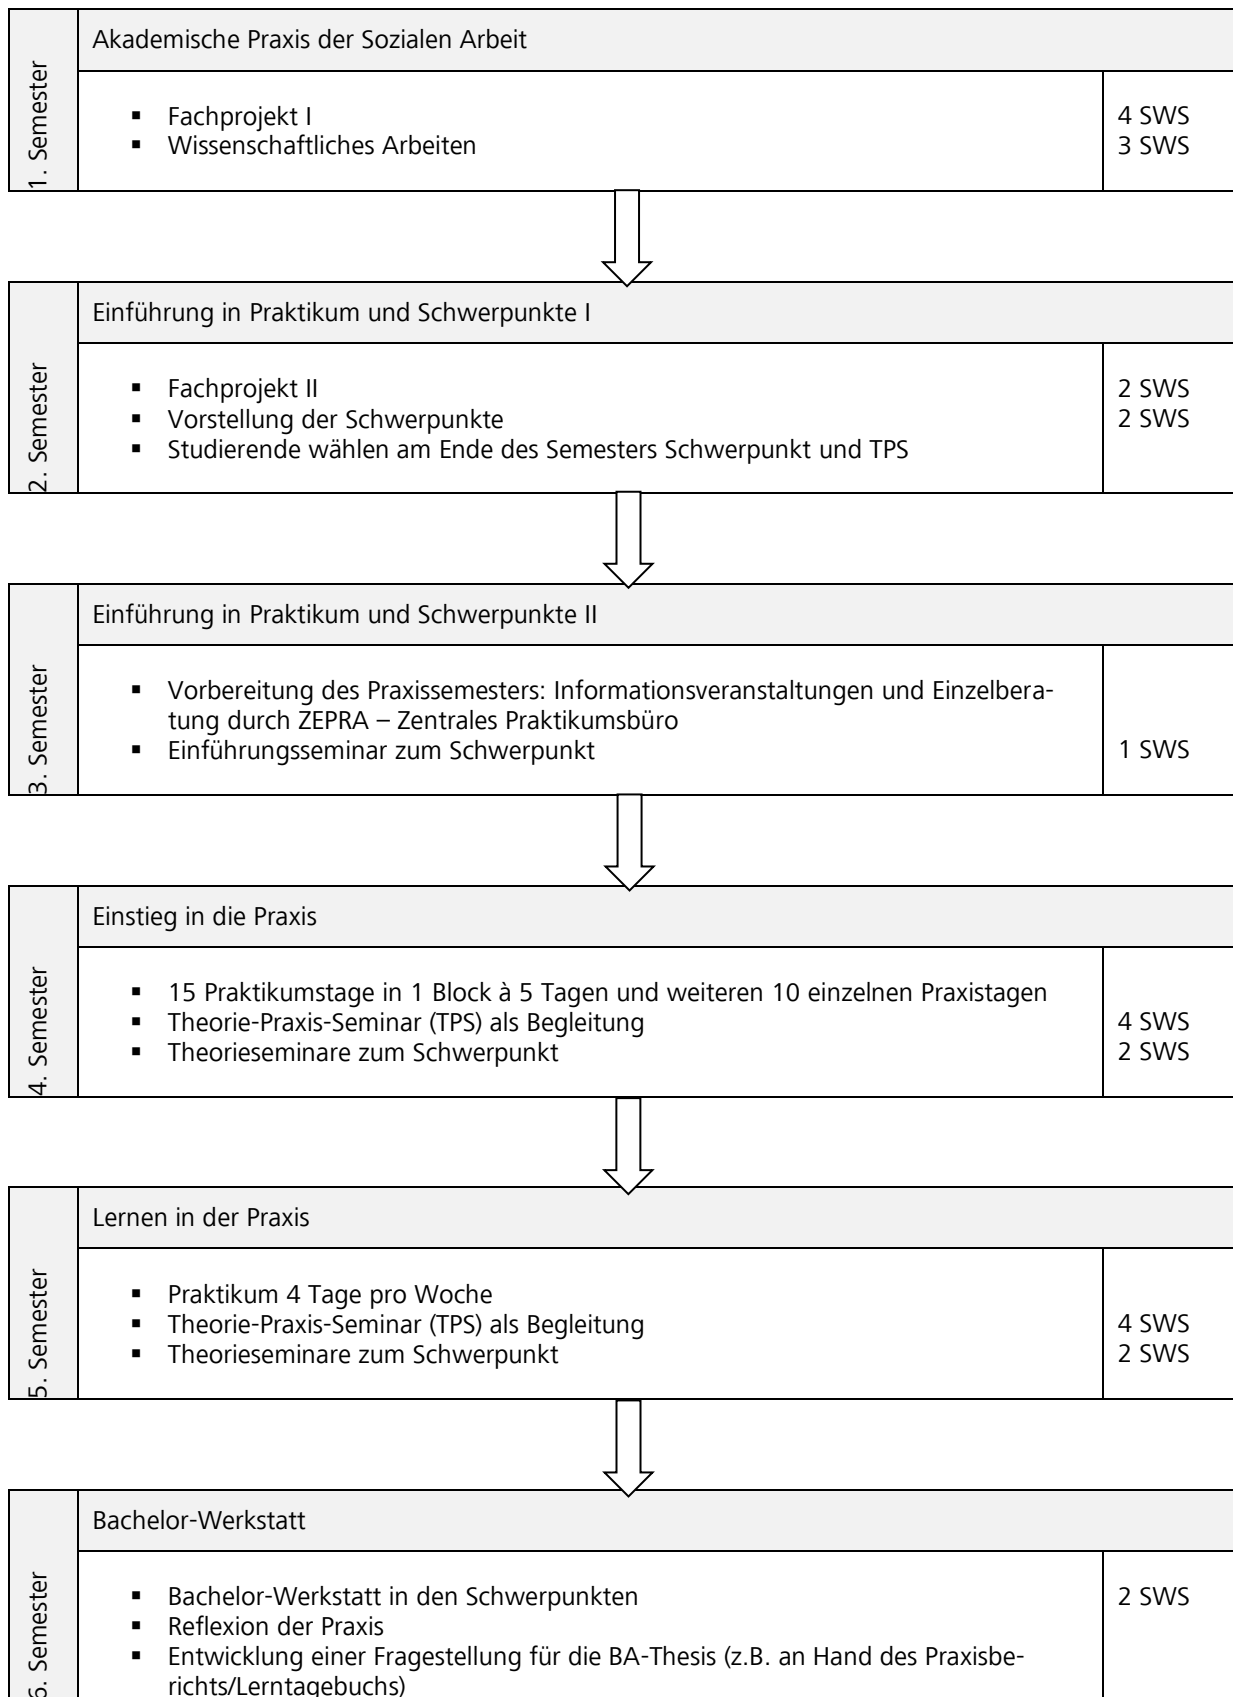 1. Semester
Akademische Praxis der Sozialen Arbeit
▪ Fachprojekt I 4 SWS
▪ Wissenschaftliches Arbeiten 3 SWS
2. Semester
Einführung in Praktikum und Schwerpunkte I
▪ Fachprojekt II 2 SWS
▪ Vorstellung der Schwerpunkte 2 SWS
▪ Studierende wählen am Ende des Semesters Schwerpunkt und TPS
3. Semester
Einführung in Praktikum und Schwerpunkte II
▪ Vorbereitung des Praxissemesters: Informationsveranstaltungen und Einzelbera-
tung durch ZEPRA – Zentrales Praktikumsbüro
▪ Einführungsseminar zum Schwerpunkt 1 SWS
4. Semester
Einstieg in die Praxis
▪ 15 Praktikumstage in 1 Block à 5 Tagen und weiteren 10 einzelnen Praxistagen
▪ Theorie-Praxis-Seminar (TPS) als Begleitung 4 SWS
▪ Theorieseminare zum Schwerpunkt 2 SWS
5. Semester
Lernen in der Praxis
▪ Praktikum 4 Tage pro Woche
▪ Theorie-Praxis-Seminar (TPS) als Begleitung 4 SWS
▪ Theorieseminare zum Schwerpunkt 2 SWS
6. Semester
Bachelor-Werkstatt
▪ Bachelor-Werkstatt in den Schwerpunkten 2 SWS
▪ Reflexion der Praxis
▪ Entwicklung einer Fragestellung für die BA-Thesis (z.B. an Hand des Praxisbe-
richts/Lerntagebuchs)